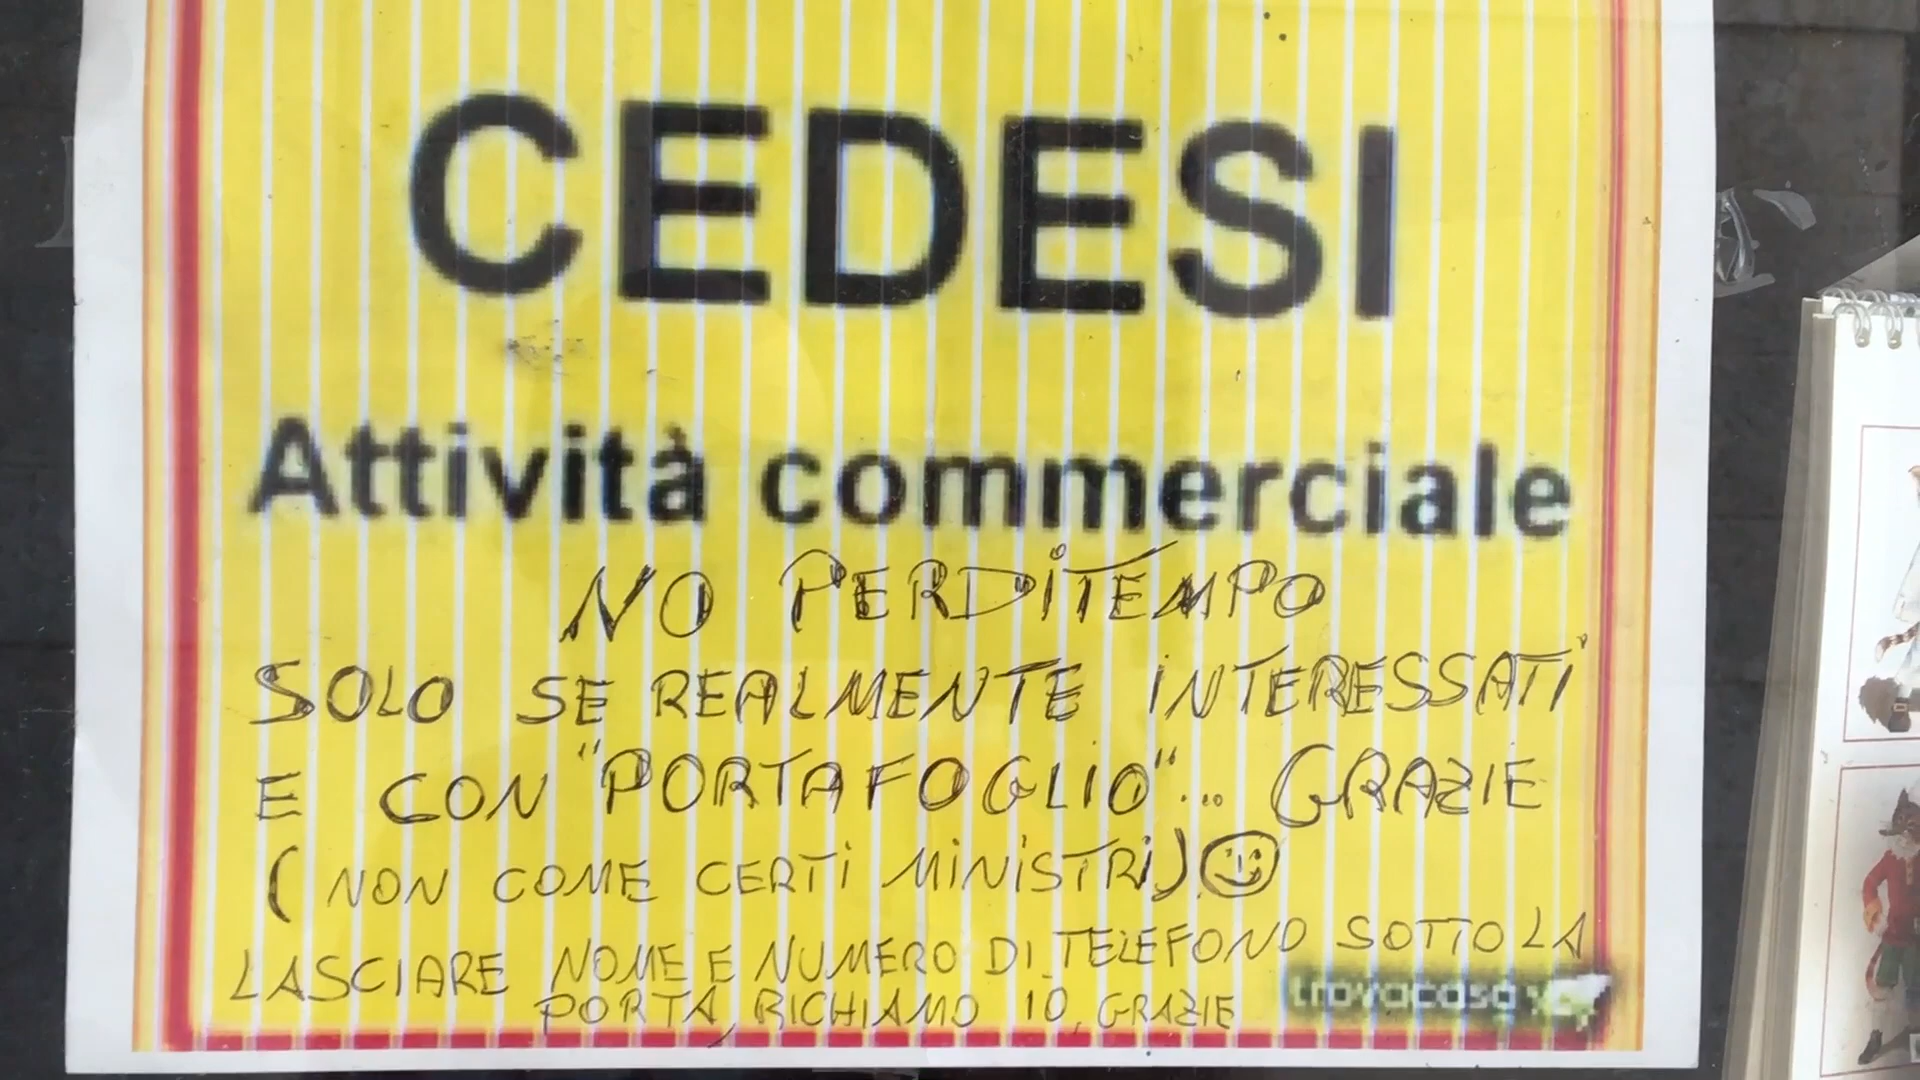 CEDESI
Attività commerciale
NO PERDITEMPO
SOLO SE REALMENTE INTERESSATI
E CON "PORTAFOGLIO"... GRAZIE
(NON COME CERTI MINISTRI)
LASCIARE NOME E NUMERO DI TELEFONO SOTTO LA
PORTA, RICHIAMO IO, GRAZIE
trovacasa